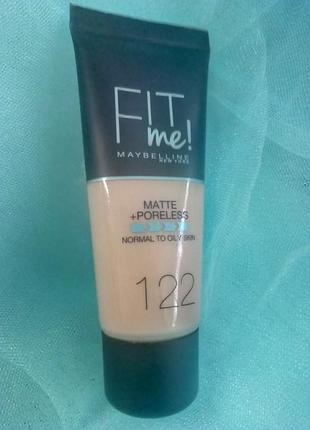 FIT
me!
MAYBELLINE
NEW YORK
MATTE
+PORELESS
NORMAL TO OILY SKIN
122